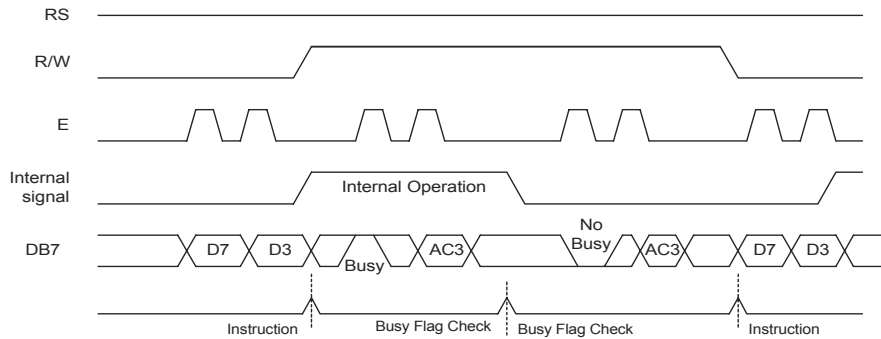 RS
R/W
E
Internal
signal
Internal Operation
DB7
D7
D3
Busy
AC3
No
Busy
AC3
D7
D3
Instruction
Busy Flag Check
Busy Flag Check
Instruction